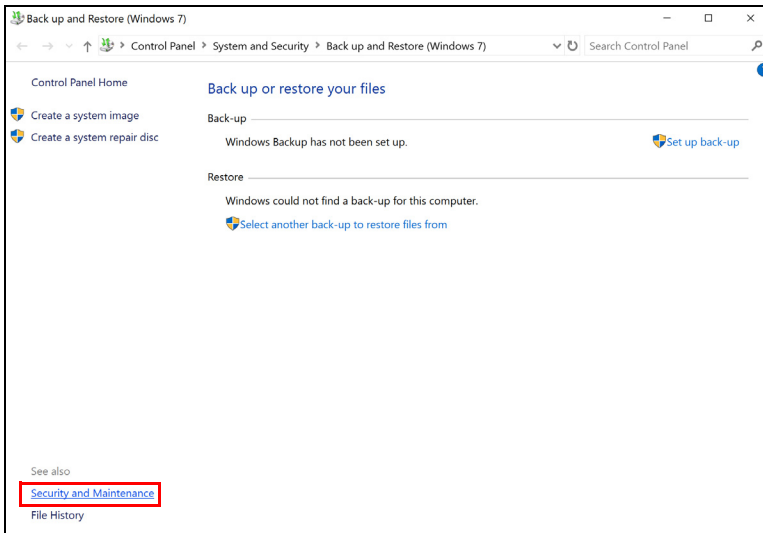 Back up and Restore (Windows 7)
Control Panel > System and Security > Back up and Restore (Windows 7)
Search Control Panel
Control Panel Home
Create a system image
Create a system repair disc
Back up or restore your files
Back-up
Windows Backup has not been set up.
Set up back-up
Restore
Windows could not find a back-up for this computer.
Select another back-up to restore files from
See also
Security and Maintenance
File History